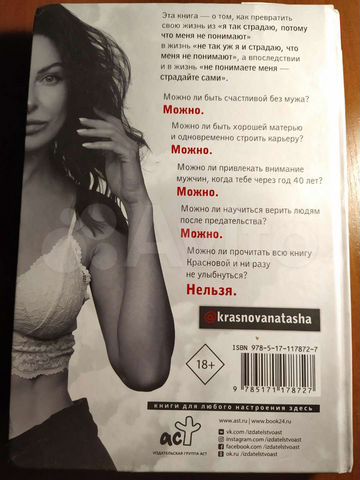 Эта книга — о том, как превратить
свою жизнь из «я так страдаю, потому
что меня не понимают»
в жизнь «не так уж я и страдаю, что
меня не понимают», а впоследствии
и в жизнь «не понимаете меня —
страдайте сами».
Можно ли быть счастливой без мужа?
Можно.
Можно ли быть хорошей матерью
и одновременно строить карьеру?
Можно.
Можно ли привлекать внимание
мужчин, когда тебе через год 40 лет?
Можно.
Можно ли научиться верить людям
после предательства?
Можно.
Можно ли прочитать всю книгу
Красновой и ни разу
не улыбнуться?
Нельзя.
@krasnovanatasha
ISBN 978-5-17-117872-7
18+
9 785171 178727
книги для любого настроения здесь
аст
ИЗДАТЕЛЬСКАЯ ГРУППА АСТ
www.ast.ru | www.book24.ru
vk.com/izdatelstvoast
instagram.com/izdatelstvoast
facebook.com/izdatelstvoast
ok.ru/izdatelstvoast